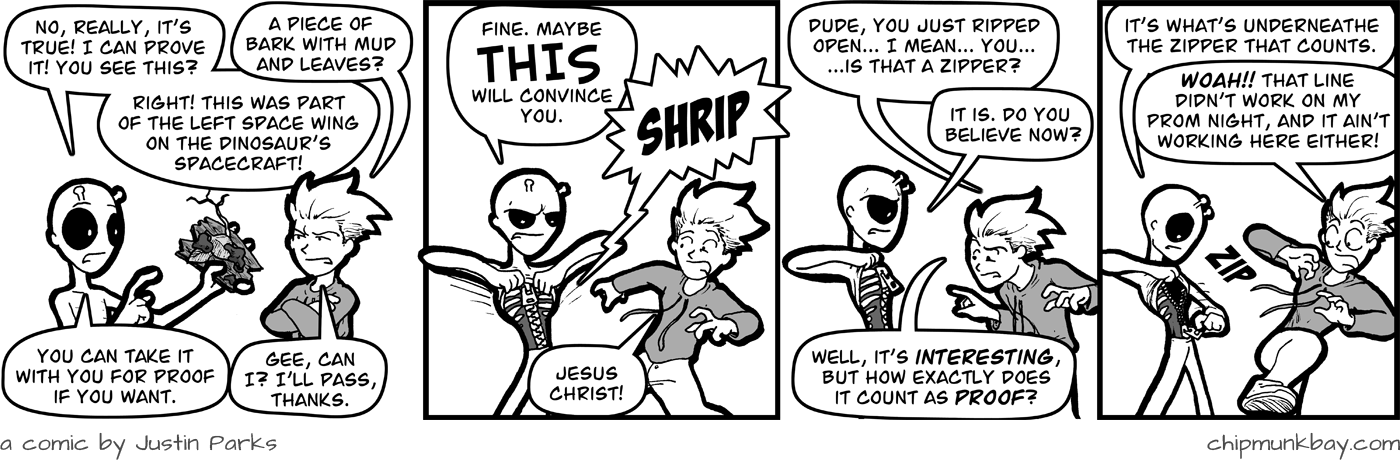 NO, REALLY, IT'S
TRUE! I CAN PROVE
IT! YOU SEE THIS?
A PIECE OF
BARK WITH MUD
AND LEAVES?
RIGHT! THIS WAS PART
OF THE LEFT SPACE WING
ON THE DINOSAUR'S
SPACECRAFT!
YOU CAN TAKE IT
WITH YOU FOR PROOF
IF YOU WANT.
GEE, CAN
I? I'LL PASS,
THANKS.
FINE. MAYBE
THIS
WILL CONVINCE
YOU.
SHRIP
JESUS
CHRIST!
DUDE, YOU JUST RIPPED
OPEN... I MEAN... YOU...
...IS THAT A ZIPPER?
IT IS. DO YOU
BELIEVE NOW?
WELL, IT'S INTERESTING,
BUT HOW EXACTLY DOES
IT COUNT AS PROOF?
IT'S WHAT'S UNDERNEATHE
THE ZIPPER THAT COUNTS.
WOAH!! THAT LINE
DIDN'T WORK ON MY
PROM NIGHT, AND IT AIN'T
WORKING HERE EITHER!
ZIP
a comic by Justin Parks
chipmunkbay.com